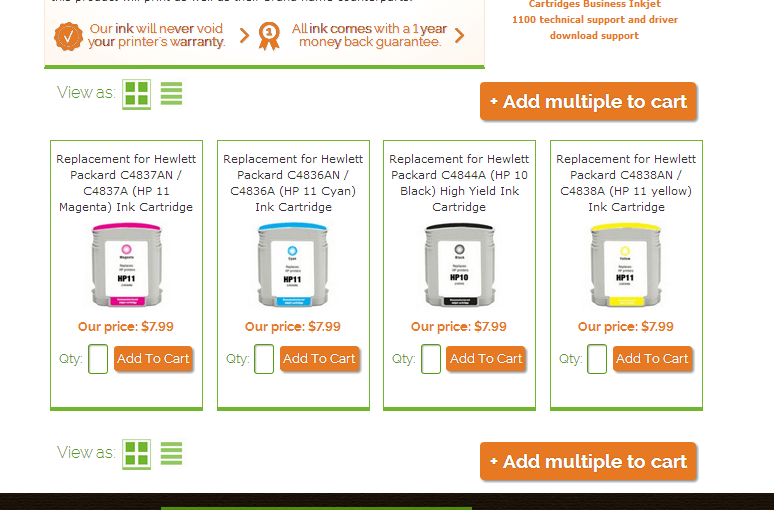 Cartridges Business Inkjet
1100 technical support and driver
download support
Our ink will never void
your printer's warranty.
1
All ink comes with a 1 year
money back guarantee.
View as:
+ Add multiple to cart
Replacement for Hewlett
Packard C4837AN /
C4837A (HP 11
Magenta) Ink Cartridge
Magenta
HP11
Our price: $7.99
Qty:
Add To Cart
Replacement for Hewlett
Packard C4836AN /
C4836A (HP 11 Cyan)
Ink Cartridge
Cyan
HP11
Our price: $7.99
Qty:
Add To Cart
Replacement for Hewlett
Packard C4844A (HP 10
Black) High Yield Ink
Cartridge
Black
HP10
Our price: $7.99
Qty:
Add To Cart
Replacement for Hewlett
Packard C4838AN /
C4838A (HP 11 yellow)
Ink Cartridge
Yellow
HP11
Our price: $7.99
Qty:
Add To Cart
View as:
+ Add multiple to cart